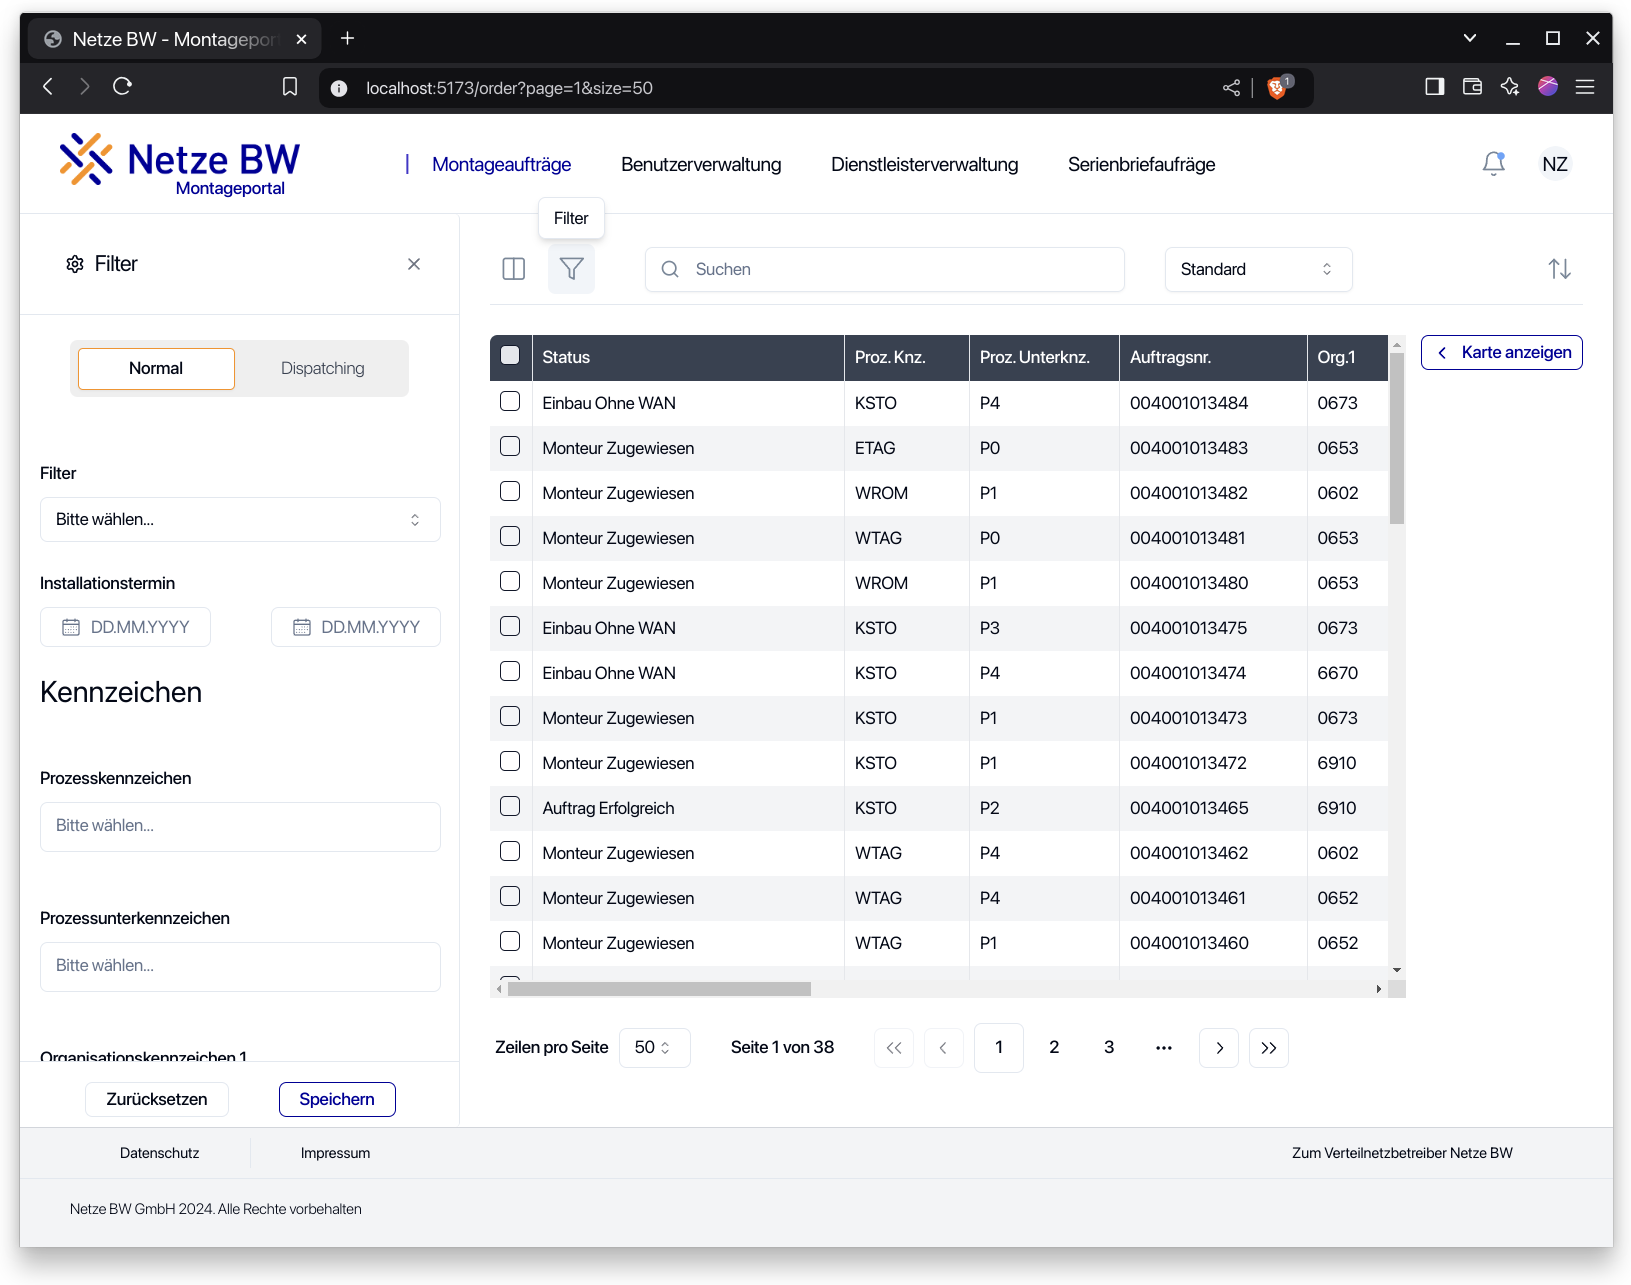 Netze BW - Montagepor
localhost:5173/order?page=1&size=50
1
Netze BW
Montageportal
Montageaufträge
Benutzerverwaltung
Dienstleisterverwaltung
Serienbriefaufräge
NZ
Filter
Filter
Suchen
Standard
Normal
Dispatching
Filter
Bitte wählen...
Installationstermin
DD.MM.YYYY
DD.MM.YYYY
Kennzeichen
Prozesskennzeichen
Bitte wählen...
Prozessunterkennzeichen
Bitte wählen...
Organisationskennzeichen 1
Zurücksetzen
Speichern
Status Proz. Knz. Proz. Unterknz. Auftragsnr. Org.1
Einbau Ohne WAN KSTO P4 004001013484 0673
Monteur Zugewiesen ETAG P0 004001013483 0653
Monteur Zugewiesen WROM P1 004001013482 0602
Monteur Zugewiesen WTAG P0 004001013481 0653
Monteur Zugewiesen WROM P1 004001013480 0653
Einbau Ohne WAN KSTO P3 004001013475 0673
Einbau Ohne WAN KSTO P4 004001013474 6670
Monteur Zugewiesen KSTO P1 004001013473 0673
Monteur Zugewiesen KSTO P1 004001013472 6910
Auftrag Erfolgreich KSTO P2 004001013465 6910
Monteur Zugewiesen WTAG P4 004001013462 0602
Monteur Zugewiesen WTAG P4 004001013461 0652
Monteur Zugewiesen WTAG P1 004001013460 0652
Karte anzeigen
Zeilen pro Seite 50 Seite 1 von 38 1 2 3 ...
Datenschutz
Impressum
Zum Verteilnetzbetreiber Netze BW
Netze BW GmbH 2024. Alle Rechte vorbehalten